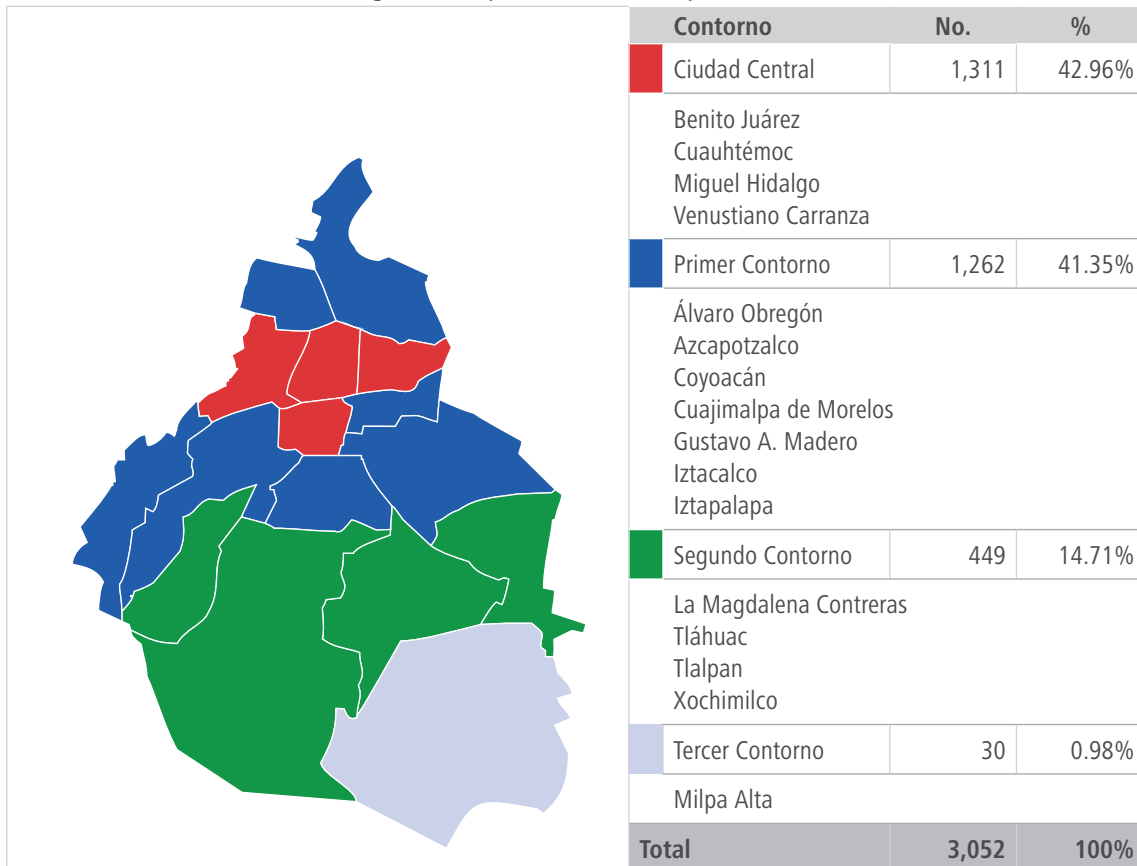 Contorno No. %
Ciudad Central 1,311 42.96%
Benito Juárez
Cuauhtémoc
Miguel Hidalgo
Venustiano Carranza
Primer Contorno 1,262 41.35%
Álvaro Obregón
Azcapotzalco
Coyoacán
Cuajimalpa de Morelos
Gustavo A. Madero
Iztacalco
Iztapalapa
Segundo Contorno 449 14.71%
La Magdalena Contreras
Tláhuac
Tlalpan
Xochimilco
Tercer Contorno 30 0.98%
Milpa Alta
Total 3,052 100%